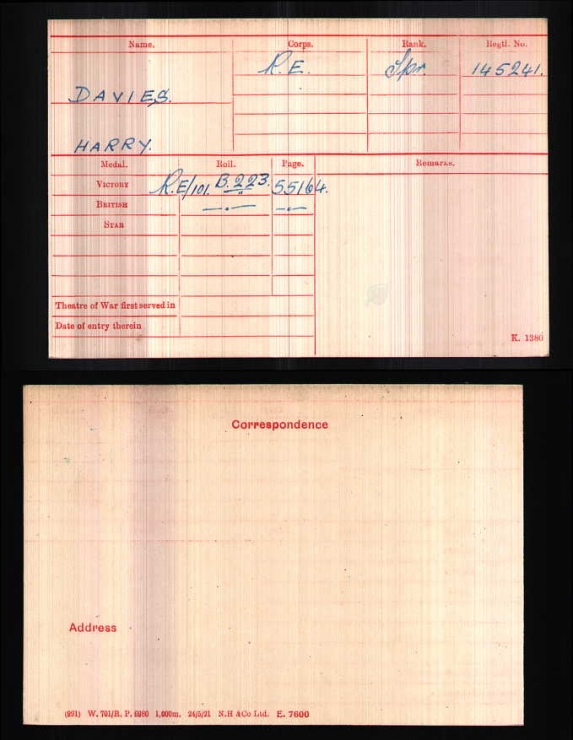 Name. Corps. Rank. Regtl. No.
R.E. Spr. 145241.
DAVIES.
HARRY.
Medal. Roll. Page. Remarks.
VICTORY R.E/101. B.223. 55164.
BRITISH —.— —.—
STAR
Theatre of War first served in
Date of entry therein
K. 1380
Correspondence
Address
(991) W. 701/R. P. 6080 1,000m. 24/5/21 N.H &Co Ltd. E. 7600